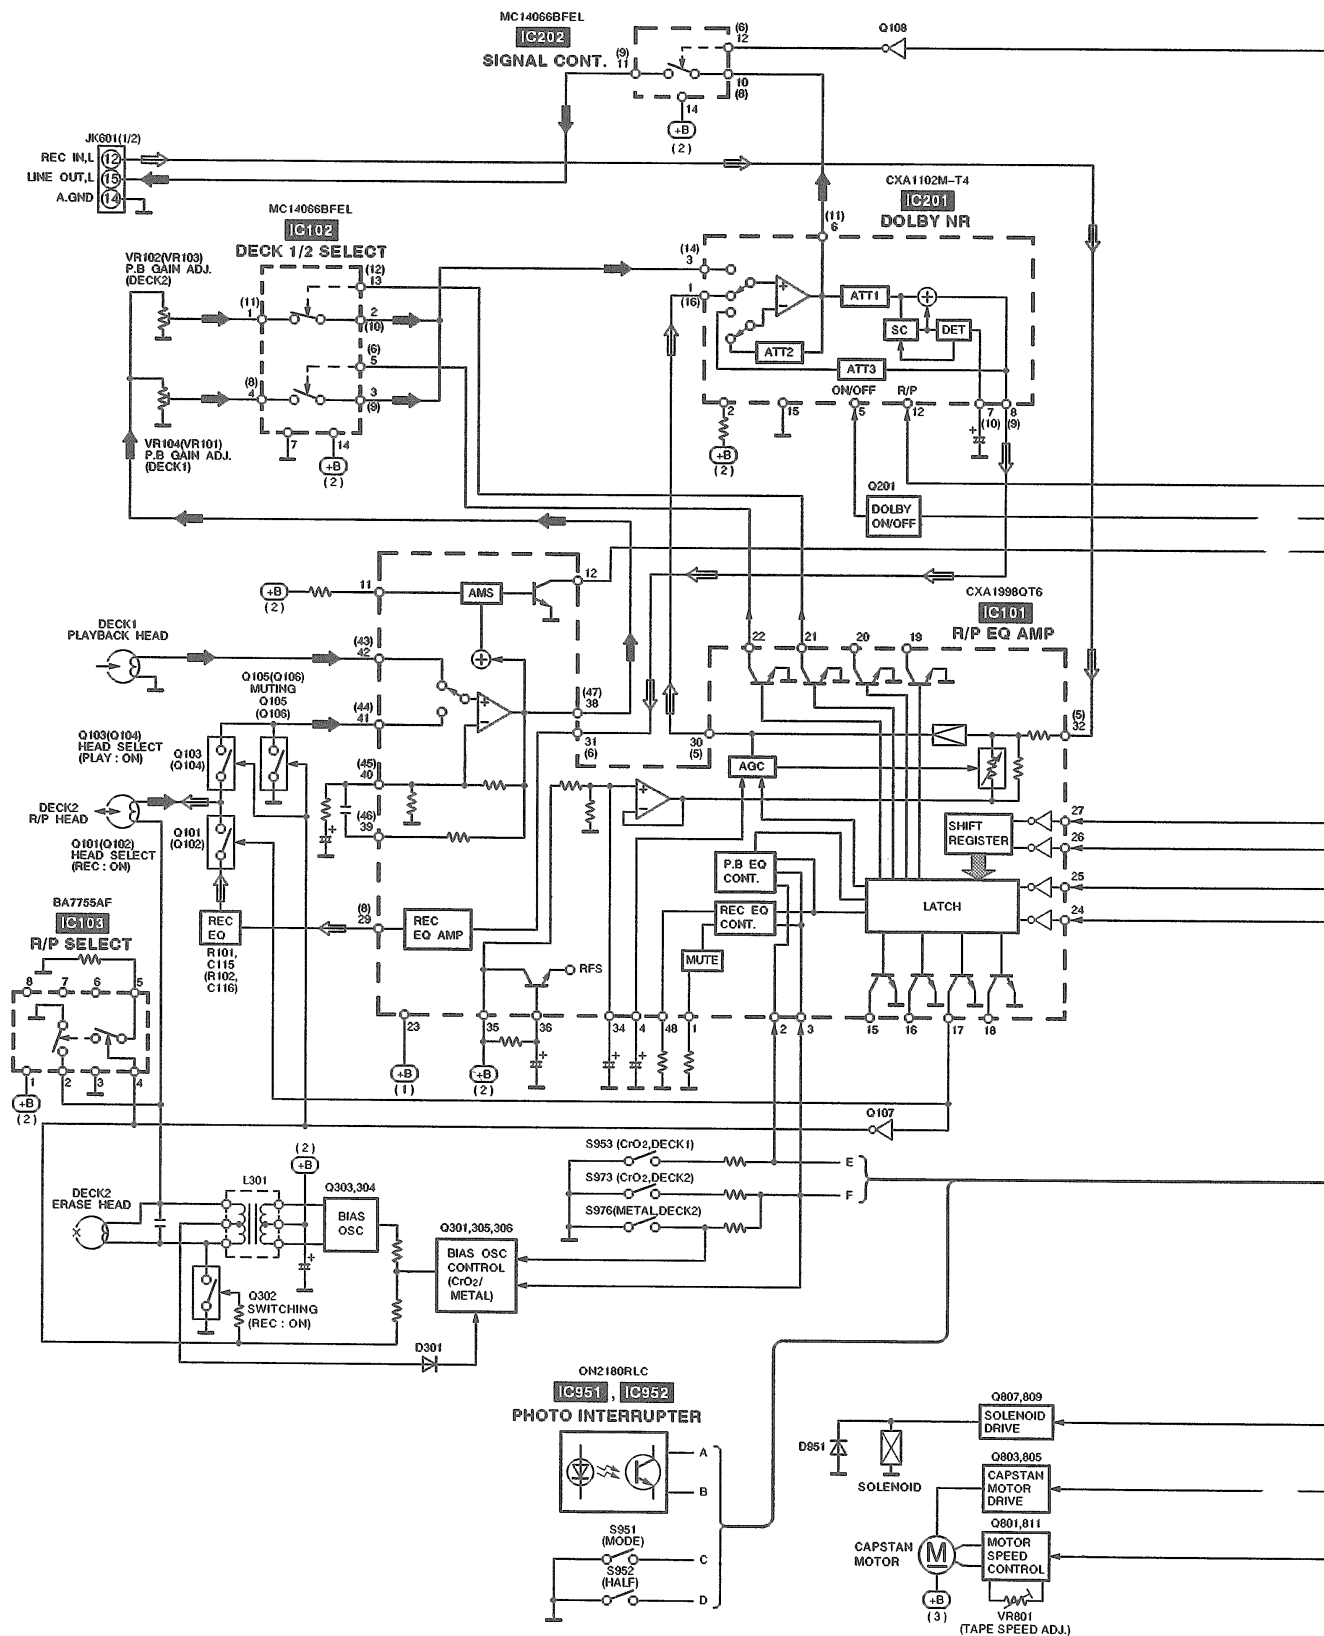 MC14066BFEL
IC202
SIGNAL CONT.
(9)
11
(6)
12
10
(8)
14
+B
(2)
Q108
JK601(1/2)
REC IN,L 12
LINE OUT,L 15
A.GND 14
MC14066BFEL
IC102
DECK 1/2 SELECT
VR102(VR103)
P.B GAIN ADJ.
(DECK2)
(11)
1
(12)
13
2
(10)
(6)
5
(8)
4
3
(9)
7
14
+B
(2)
VR104(VR101)
P.B GAIN ADJ.
(DECK1)
CXA1102M-T4
IC201
DOLBY NR
(11)
6
(14)
3
1
(16)
+
−
ATT1
+
SC
DET
ATT2
ATT3
ON/OFF
R/P
2
15
5
12
7
(10)
8
(9)
+
+B
(2)
Q201
DOLBY
ON/OFF
CXA1998QT6
IC101
R/P EQ AMP
+B
(2)
11
AMS
12
+
DECK1
PLAYBACK HEAD
(43)
42
Q105(Q106)
MUTING
Q105
(Q106)
(44)
41
+
−
(47)
38
31
(6)
Q103(Q104)
HEAD SELECT
(PLAY : ON)
Q103
(Q104)
(45)
40
(46)
39
+
DECK2
R/P HEAD
Q101
(Q102)
Q101(Q102)
HEAD SELECT
(REC : ON)
22
21
20
19
30
(5)
(5)
32
AGC
+
−
SHIFT
REGISTER
27
26
25
24
P.B EQ
CONT.
LATCH
REC EQ
CONT.
MUTE
BA7755AF
IC103
R/P SELECT
REC
EQ
R101,
C115
(R102,
C116)
(8)
29
REC
EQ AMP
RFS
8
7
6
5
1
2
3
4
+B
(2)
23
35
36
34
4
48
1
2
3
15
16
17
18
+B
(1)
+B
(2)
+
+
+
Q107
S953 (CrO2,DECK1)
S973 (CrO2,DECK2)
S976(METAL,DECK2)
E
F
(2)
+B
L301
Q303,304
BIAS
OSC
DECK2
ERASE HEAD
+
Q301,305,306
BIAS OSC
CONTROL
(CrO2/
METAL)
Q302
SWITCHING
(REC : ON)
D301
ON2180RLC
IC951 , IC952
PHOTO INTERRUPTER
A
B
S951
(MODE)
C
S952
(HALF)
D
Q807,809
SOLENOID
DRIVE
D951
SOLENOID
Q803,805
CAPSTAN
MOTOR
DRIVE
Q801,811
MOTOR
SPEED
CONTROL
CAPSTAN
MOTOR
M
+B
(3)
VR801
(TAPE SPEED ADJ.)